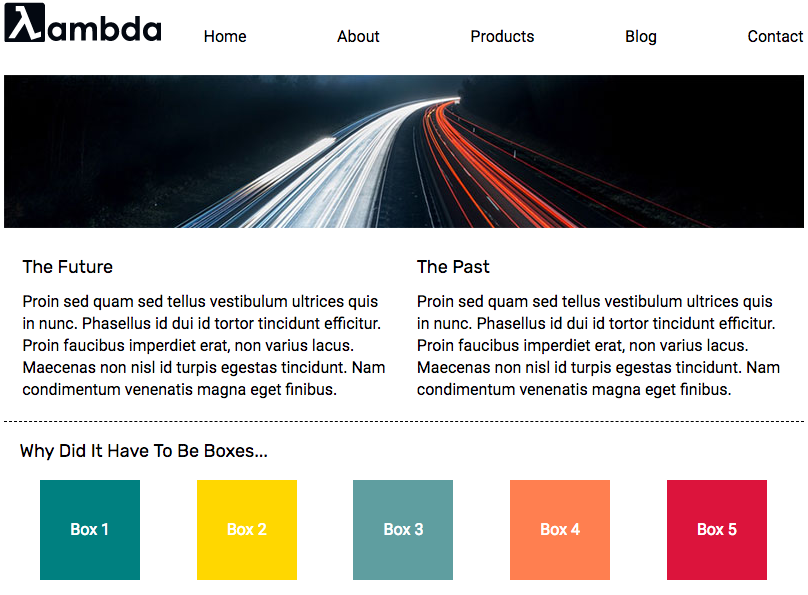 λambda
Home About Products Blog Contact
The Future
Proin sed quam sed tellus vestibulum ultrices quis
in nunc. Phasellus id dui id tortor tincidunt efficitur.
Proin faucibus imperdiet erat, non varius lacus.
Maecenas non nisl id turpis egestas tincidunt. Nam
condimentum venenatis magna eget finibus.
The Past
Proin sed quam sed tellus vestibulum ultrices quis
in nunc. Phasellus id dui id tortor tincidunt efficitur.
Proin faucibus imperdiet erat, non varius lacus.
Maecenas non nisl id turpis egestas tincidunt. Nam
condimentum venenatis magna eget finibus.
Why Did It Have To Be Boxes...
Box 1 Box 2 Box 3 Box 4 Box 5